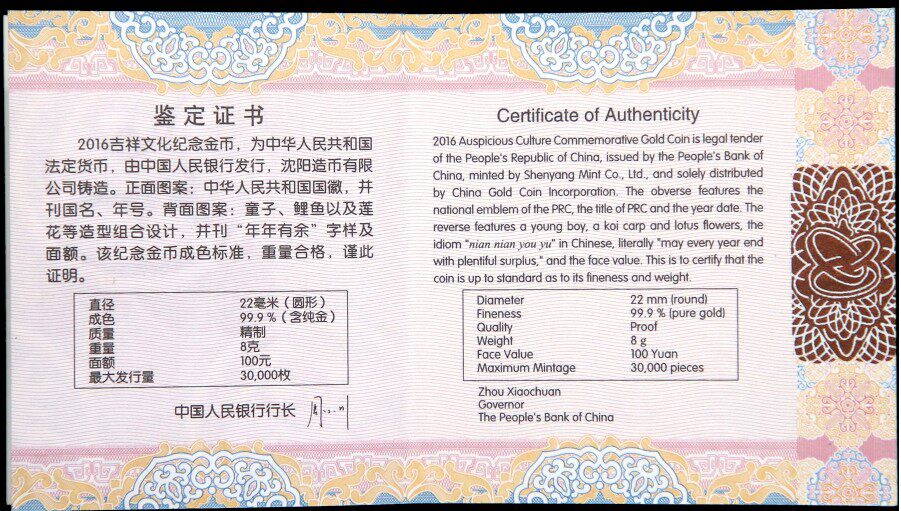 鉴定证书
2016吉祥文化纪念金币，为中华人民共和国
法定货币，由中国人民银行发行，沈阳造币有限
公司铸造。正面图案：中华人民共和国国徽，并
刊国名、年号。背面图案：童子、鲤鱼以及莲
花等造型组合设计，并刊“年年有余”字样及
面额。该纪念金币成色标准，重量合格，谨此
证明。
直径 22毫米（圆形）
成色 99.9 %（含纯金）
质量 精制
重量 8克
面额 100元
最大发行量 30,000枚
中国人民银行行长
Certificate of Authenticity
2016 Auspicious Culture Commemorative Gold Coin is legal tender
of the People's Republic of China, issued by the People's Bank of
China, minted by Shenyang Mint Co., Ltd., and solely distributed
by China Gold Coin Incorporation. The obverse features the
national emblem of the PRC, the title of PRC and the year date. The
reverse features a young boy, a koi carp and lotus flowers, the
idiom "nian nian you yu" in Chinese, literally "may every year end
with plentiful surplus," and the face value. This is to certify that the
coin is up to standard as to its fineness and weight.
Diameter 22 mm (round)
Fineness 99.9 % (pure gold)
Quality Proof
Weight 8 g
Face Value 100 Yuan
Maximum Mintage 30,000 pieces
Zhou Xiaochuan
Governor
The People's Bank of China